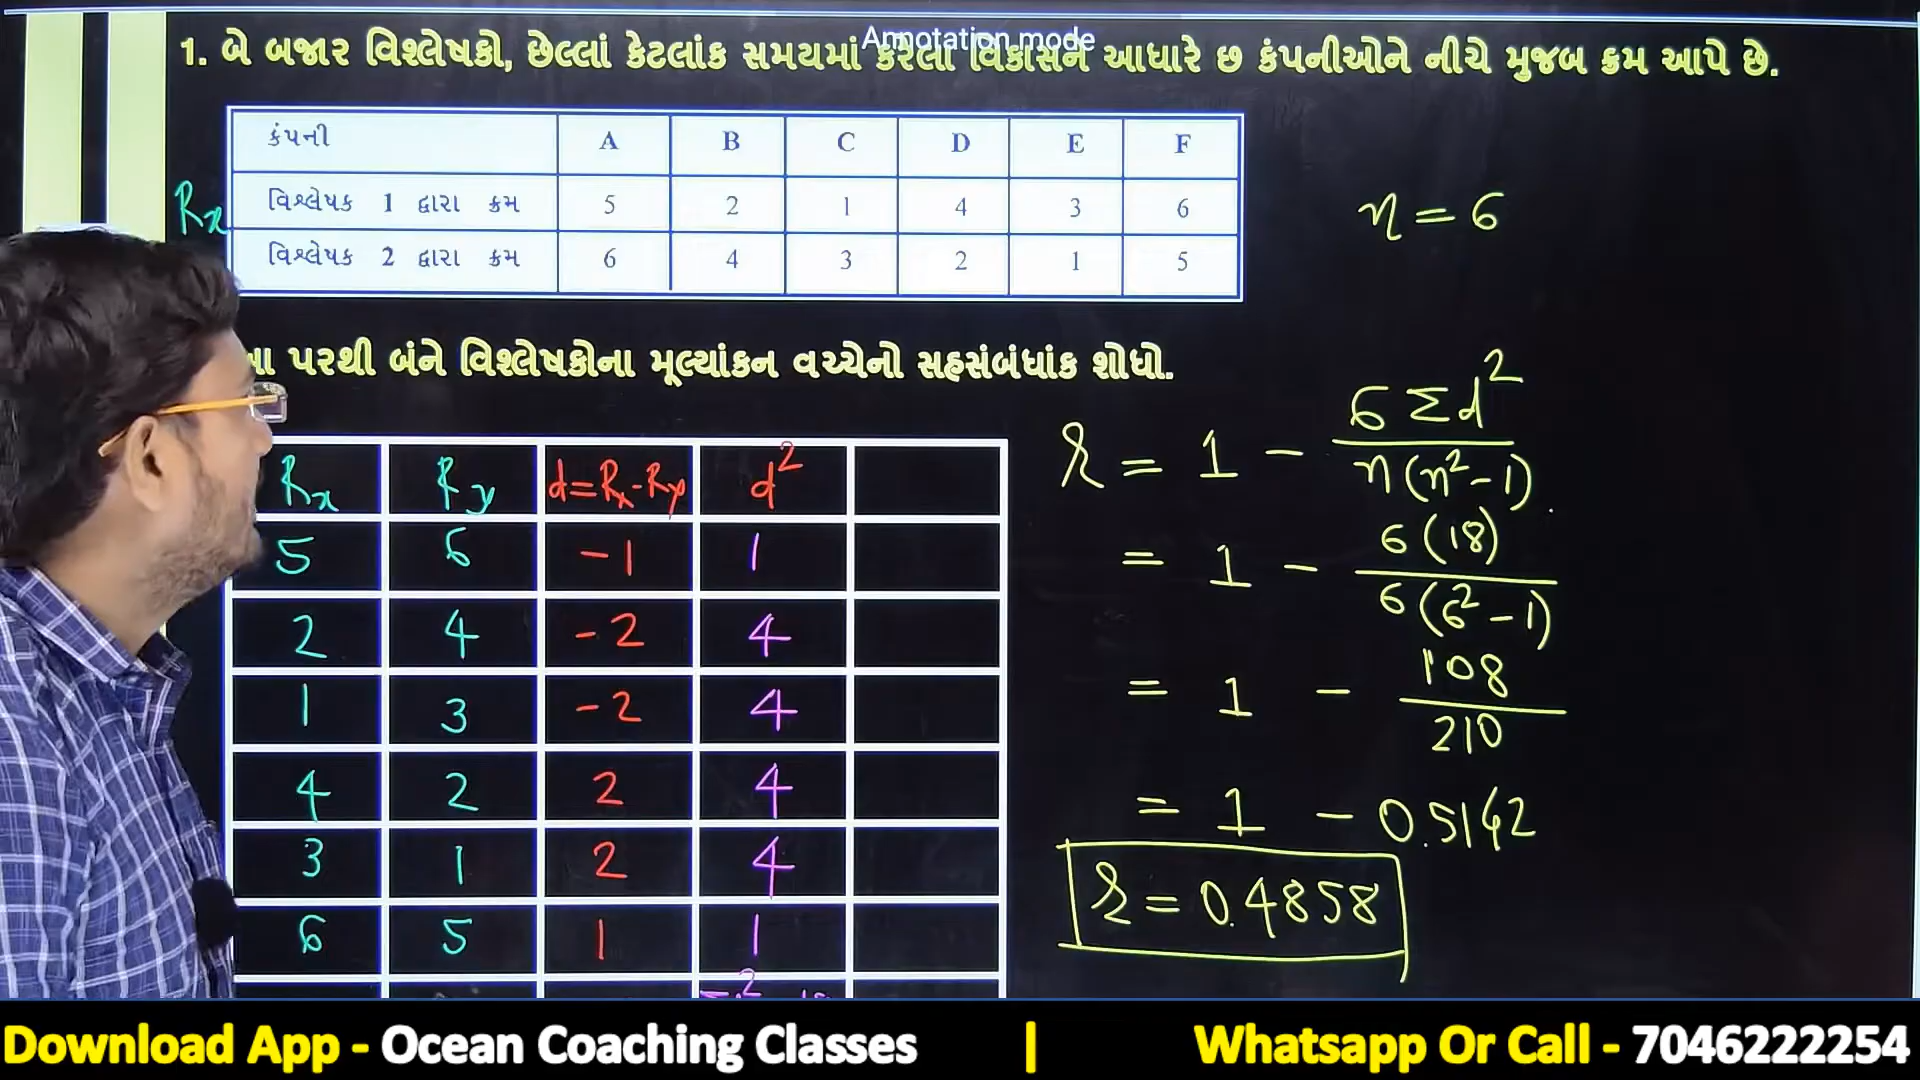 Annotation mode
1. બે બજાર વિશ્લેષકો, છેલ્લાં કેટલાંક સમયમાં કરેલા વિકાસને આધારે છ કંપનીઓને નીચે મુજબ ક્રમ આપે છે.
કંપની A B C D E F
Rx વિશ્લેષક 1 દ્વારા ક્રમ 5 2 1 4 3 6
વિશ્લેષક 2 દ્વારા ક્રમ 6 4 3 2 1 5
n = 6
પરથી બંને વિશ્લેષકોના મૂલ્યાંકન વચ્ચેનો સહસંબંધાંક શોધો.
Rx Ry d=Rx-Ry d²
5 6 -1 1
2 4 -2 4
1 3 -2 4
4 2 2 4
3 1 2 4
6 5 1 1
r = 1 - 6Σd² / n(n²-1)
= 1 - 6(18) / 6(6²-1)
= 1 - 108 / 210
= 1 - 0.5142
r = 0.4858
Download App - Ocean Coaching Classes | Whatsapp Or Call - 7046222254